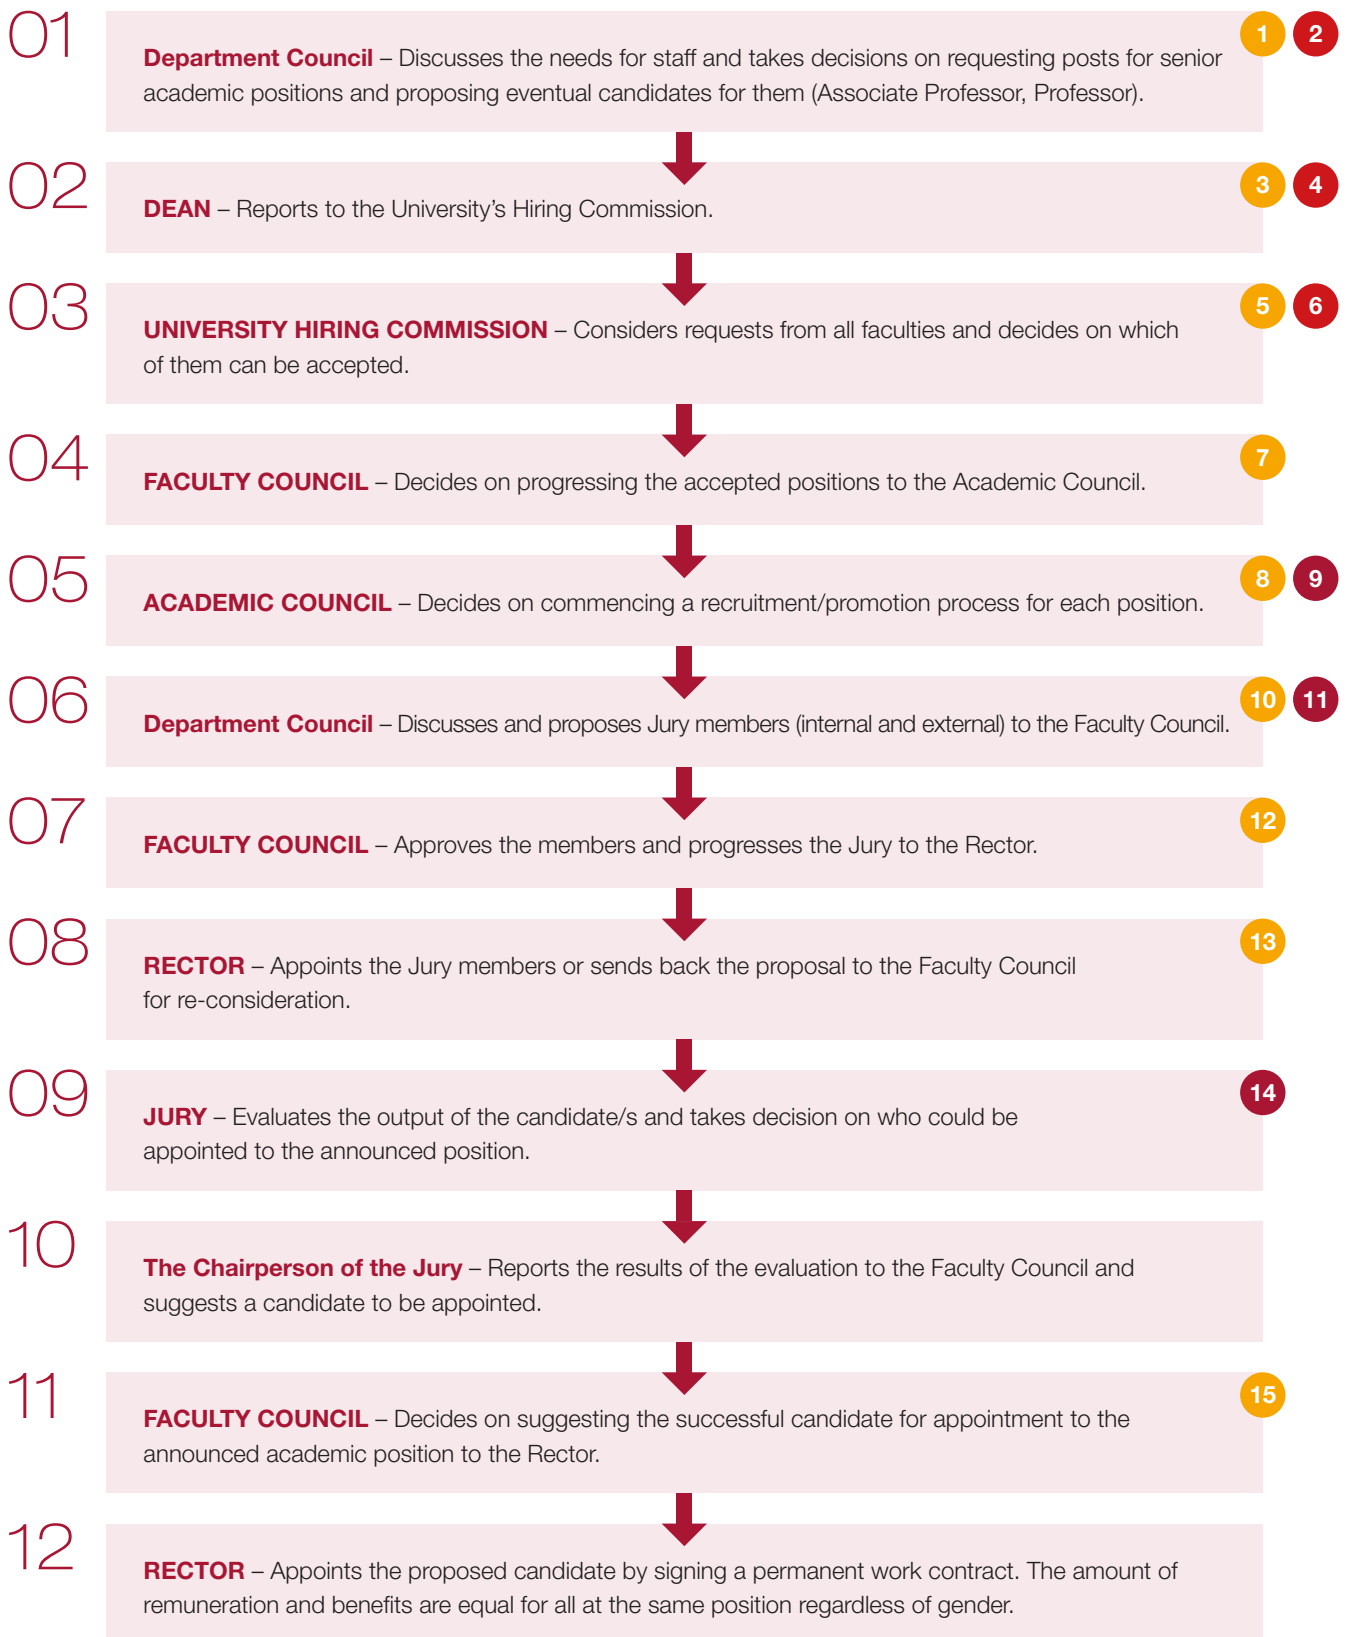 01
1 2
Department Council – Discusses the needs for staff and takes decisions on requesting posts for senior
academic positions and proposing eventual candidates for them (Associate Professor, Professor).
02
3 4
DEAN – Reports to the University's Hiring Commission.
03
5 6
UNIVERSITY HIRING COMMISSION – Considers requests from all faculties and decides on which
of them can be accepted.
04
7
FACULTY COUNCIL – Decides on progressing the accepted positions to the Academic Council.
05
8 9
ACADEMIC COUNCIL – Decides on commencing a recruitment/promotion process for each position.
06
10 11
Department Council – Discusses and proposes Jury members (internal and external) to the Faculty Council.
07
12
FACULTY COUNCIL – Approves the members and progresses the Jury to the Rector.
08
13
RECTOR – Appoints the Jury members or sends back the proposal to the Faculty Council
for re-consideration.
09
14
JURY – Evaluates the output of the candidate/s and takes decision on who could be
appointed to the announced position.
10
The Chairperson of the Jury – Reports the results of the evaluation to the Faculty Council and
suggests a candidate to be appointed.
11
15
FACULTY COUNCIL – Decides on suggesting the successful candidate for appointment to the
announced academic position to the Rector.
12
RECTOR – Appoints the proposed candidate by signing a permanent work contract. The amount of
remuneration and benefits are equal for all at the same position regardless of gender.